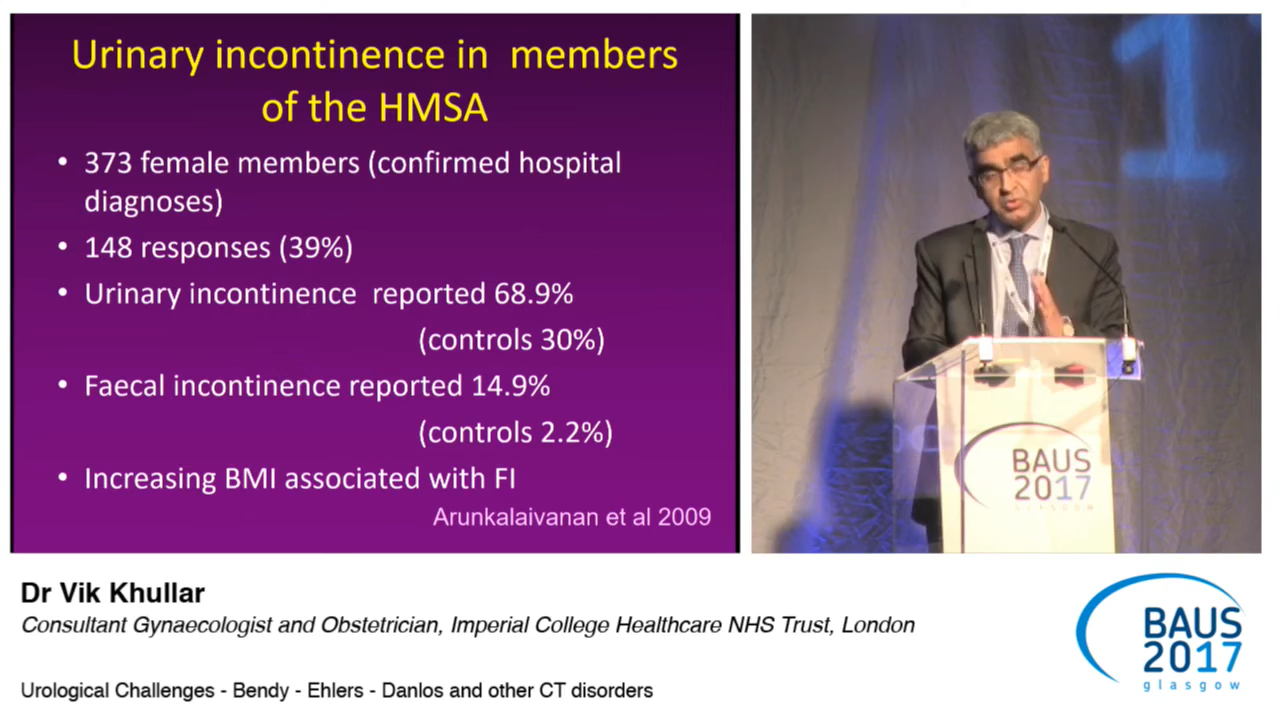 Urinary incontinence in members
of the HMSA
• 373 female members (confirmed hospital
diagnoses)
• 148 responses (39%)
• Urinary incontinence reported 68.9%
(controls 30%)
• Faecal incontinence reported 14.9%
(controls 2.2%)
• Increasing BMI associated with FI
Arunkalaivanan et al 2009
1
BAUS
2017
GLASGOW
Dr Vik Khullar
Consultant Gynaecologist and Obstetrician, Imperial College Healthcare NHS Trust, London
Urological Challenges - Bendy - Ehlers - Danlos and other CT disorders
BAUS
2017
glasgow